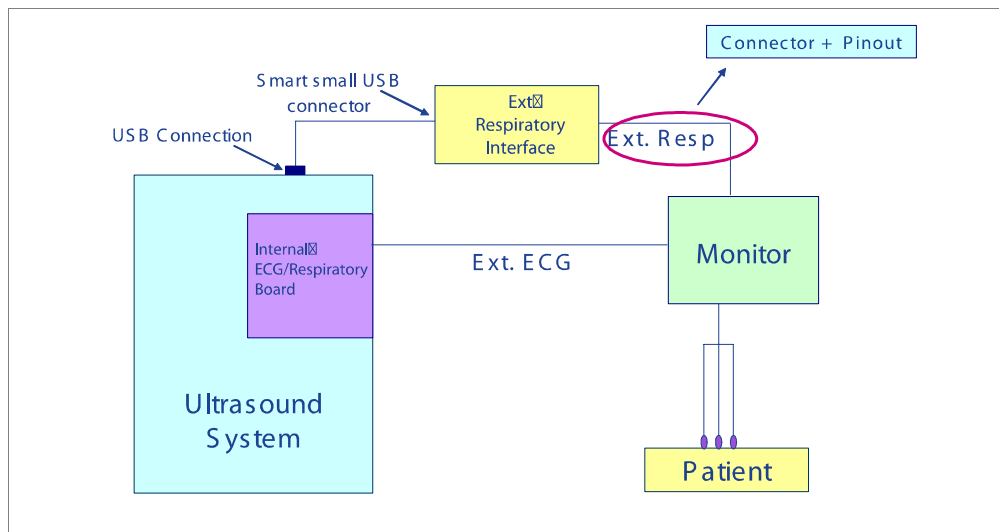 Connector + Pinout
Smart small USB
connector
Ext
Respiratory
Interface
USB Connection
Ext. Resp
Internal
ECG/Respiratory
Board
Ext. ECG
Monitor
Ultrasound
System
Patient